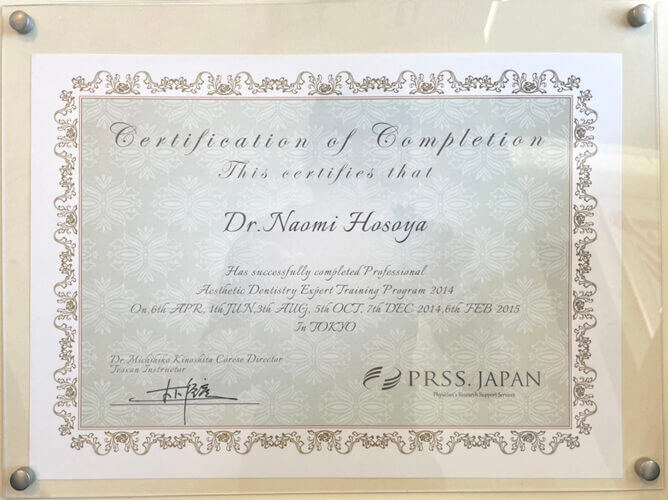 Certification of Completion
This certifies that
Dr. Naomi Hosoya
Has successfully completed Professional
Aesthetic Dentistry Expert Training Program 2014
On 6th APR, 1th JUN,3th AUG, 5th OCT, 7th DEC 2014,6th FEB 2015
In TOKYO
Dr. Michihiko Kinoshita Corese Director
Toxan Instructor
PRSS. JAPAN
Physician's Research Support Services